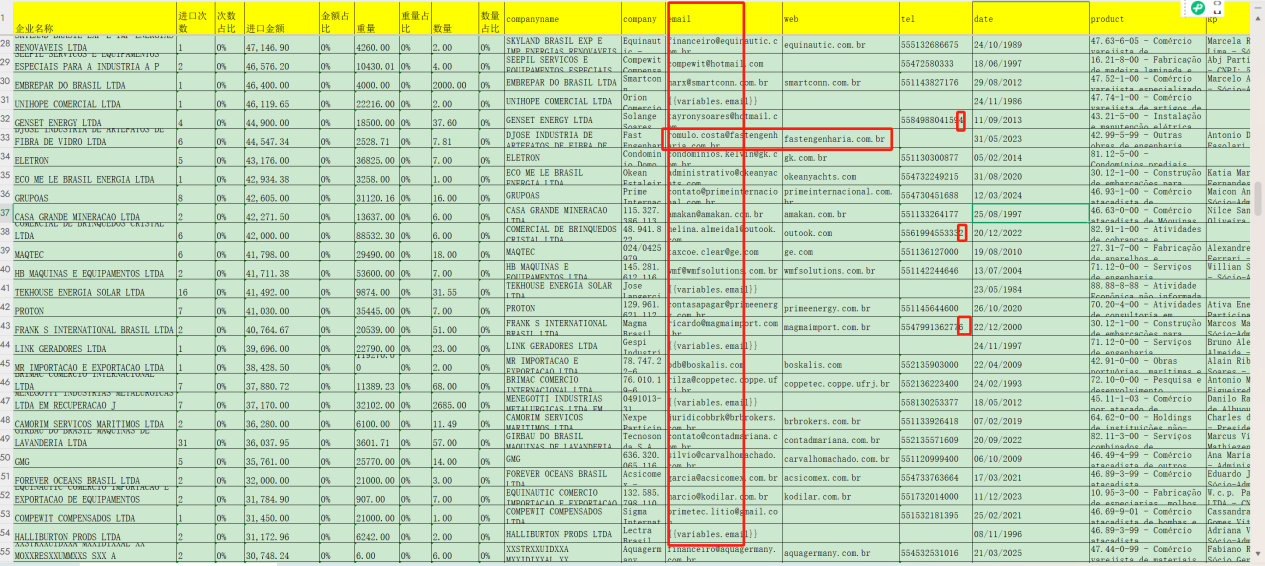 1 企业名称 进口次数 次数占比 进口金额 金额占比 重量 重量占比 数量 数量占比 companyname company email web tel date product
28 RENOVAVEIS LTDA 1 0% 47,146.90 0% 4260.00 0% 2.00 0% SKYLAND BRASIL EXP E IMP ENERGIAS RENOVAVEIS Equinautic - financeiro@equinautic.com.br equinautic.com.br 555132686675 24/10/1989 47.63-6-05 - Comércio varejista de Marcela R
29 ESPECIAIS PARA A INDUSTRIA A P 2 0% 46,576.20 0% 10430.01 0% 4.00 0% SEEPIL SERVICOS E EQUIPAMENTOS ESPECIAIS Compewit Compensa compewit@hotmail.com 55472580333 18/06/1997 16.21-8-00 - Fabricação de madeira laminada e Abj Parti
30 EMBREPAR DO BRASIL LTDA 1 0% 46,400.00 0% 4000.00 0% 2000.00 0% EMBREPAR DO BRASIL LTDA Smartcon marx@smartconn.com.br smartconn.com.br 551143827176 29/08/2012 47.52-1-00 - Comércio varejista especializado Marcelo A
31 UNIHOPE COMERCIAL LTDA 1 0% 46,119.65 0% 22216.00 0% 2.00 0% UNIHOPE COMERCIAL LTDA Orion Comercio {{variables.email}} 24/11/1986 47.74-1-00 - Comércio varejista de artigos de
32 GENSET ENERGY LTDA 4 0% 44,900.00 0% 18500.00 0% 37.60 0% GENSET ENERGY LTDA Solange Soares tayronysoares@hotmail.com 5584988041594 11/09/2013 43.21-5-00 - Instalação e manutenção elétrica
33 DJOSE INDUSTRIA DE ARTEFATOS DE FIBRA DE VIDRO LTDA 6 0% 44,547.34 0% 2528.71 0% 7.81 0% DJOSE INDUSTRIA DE ARTEFATOS DE FIBRA DE Fast Engenhar romulo.costa@fastengenharia.com.br fastengenharia.com.br 31/05/2023 42.99-5-99 - Outras obras de engenharia Antonio D
34 ELETRON 5 0% 43,176.00 0% 36825.00 0% 7.00 0% ELETRON Condomínio Domo condominios.kelvin@gk.com.br gk.com.br 551130300877 05/02/2014 81.12-5-00 - Condomínios prediais
35 ECO ME LE BRASIL ENERGIA LTDA 1 0% 42,934.38 0% 3258.00 0% 1.00 0% ECO ME LE BRASIL ENERGIA LTDA Okean Estaleir administrativo@okeanyachts.com okeanyachts.com 554732249215 31/08/2020 30.12-1-00 - Construção de embarcações para Katia Mar Fernandes
36 GRUPOAS 8 0% 42,605.00 0% 31120.16 0% 16.00 0% GRUPOAS Prime Internac contato@primeinternacional.com.br primeinternacional.com.br 554730451688 12/03/2024 46.93-1-00 - Comércio atacadista de Maicon An
37 CASA GRANDE MINERACAO LTDA 2 0% 42,271.50 0% 13637.00 0% 6.00 0% CASA GRANDE MINERACAO LTDA 115.327.386.113 amakan@amakan.com.br amakan.com.br 551133264177 25/08/1997 46.63-0-00 - Comércio atacadista de Máquinas Nilce San Oliveira
38 COMERCIAL DE BRINQUEDOS CRISTAL LTDA 6 0% 42,000.00 0% 88532.30 0% 6.00 0% COMERCIAL DE BRINQUEDOS CRISTAL LTDA 48.941.8 melina.almeida1@outook.com outook.com 5561994553332 20/12/2022 82.91-1-00 - Atividades de cobranças e
39 MAQTEC 6 0% 41,798.00 0% 29490.00 0% 18.00 0% MAQTEC 024/0425979 taxcoe.clear@ge.com ge.com 551136127000 19/08/2010 27.31-7-00 - Fabricação de aparelhos e Alexandre Ferrari
40 HB MAQUINAS E EQUIPAMENTOS LTDA 2 0% 41,711.38 0% 53600.00 0% 7.00 0% HB MAQUINAS E EQUIPAMENTOS LTDA 145.281.612.116 wmf@wmfsolutions.com.br wmfsolutions.com.br 551142244646 13/07/2004 71.12-0-00 - Serviços de engenharia Willian S
41 TEKHOUSE ENERGIA SOLAR LTDA 16 0% 41,492.00 0% 9874.00 0% 31.55 0% TEKHOUSE ENERGIA SOLAR LTDA Jose {{variables.email}} 23/05/1984 88.88-8-88 - Atividade Econômica não informada
42 PROTON 7 0% 41,030.00 0% 35445.00 0% 7.00 0% PROTON 129.961.621.112 contasapagar@primeenergy.com.br primeenergy.com.br 551145644600 26/10/2020 70.20-4-00 - Atividades de consultoria em Ativa Ene Participa
43 FRANK S INTERNATIONAL BRASIL LTDA 2 0% 40,764.67 0% 20539.00 0% 51.00 0% FRANK S INTERNATIONAL BRASIL LTDA Magma Brasil ricardo@magmaimport.com.br magmaimport.com.br 5547991362776 22/12/2000 30.12-1-00 - Construção de embarcações para Marcos Ma Sócio-Adm
44 LINK GERADORES LTDA 1 0% 39,696.00 0% 22790.00 0% 23.00 0% LINK GERADORES LTDA Gespi Industri {{variables.email}} 24/11/1997 71.12-0-00 - Serviços de engenharia Bruno Ale Almeida
45 MR IMPORTACAO E EXPORTACAO LTDA 1 0% 38,428.50 0% 119270.00 0% 2.00 0% MR IMPORTACAO E EXPORTACAO LTDA 78.747.22-6 bdb@boskalis.com boskalis.com 552135903000 22/04/2009 42.91-0-00 - Obras portuárias, marítimas e Alain Rib Soares
46 BRIMAC COMERCIO INTERNACIONAL LTDA 7 0% 37,880.72 0% 11389.23 0% 68.00 0% BRIMAC COMERCIO INTERNACIONAL LTDA 76.010.19-6 rilza@coppetec.coppe.ufrj.br coppetec.coppe.ufrj.br 552136223400 24/02/1993 72.10-0-00 - Pesquisa e desenvolvimento Antonio M Figueired
47 MENEGOTTI INDUSTRIAS METALURGICAS LTDA EM RECUPERACAO J 7 0% 37,170.00 0% 32102.00 0% 2685.00 0% MENEGOTTI INDUSTRIAS METALURGICAS LTDA EM 0491013-31 {{variables.email}} 558130253377 18/05/2012 45.11-1-03 - Comércio por atacado de Danilo Ra de Albuqu
48 CAMORIM SERVICOS MARITIMOS LTDA 2 0% 36,280.00 0% 6100.00 0% 11.49 0% CAMORIM SERVICOS MARITIMOS LTDA Nexpe Particip juridicobbrk@brbrokers.com.br brbrokers.com.br 551133926418 07/02/2019 64.62-0-00 - Holdings de instituições não- Charles d - Presiden
49 GIRBAU DO BRASIL MAQUINAS DE LAVANDERIA LTDA 31 0% 36,037.95 0% 3601.71 0% 57.00 0% GIRBAU DO BRASIL MAQUINAS DE LAVANDERIA Tecnoson da S A contato@contadmariana.com.br contadmariana.com.br 552135571609 20/09/2022 82.11-3-00 - Serviços combinados de Marcus Vi
50 GMG 5 0% 35,761.00 0% 25770.00 0% 14.00 0% GMG 636.320.065.116 silvio@carvalhomachado.com.br carvalhomachado.com.br 551120999400 06/10/2009 46.49-4-99 - Comércio atacadista de outros Ana Maria - Adminis
51 FOREVER OCEANS BRASIL LTDA 2 0% 32,000.00 0% 21000.00 0% 3.00 0% FOREVER OCEANS BRASIL LTDA Acsicomex - garcia@acsicomex.com.br acsicomex.com.br 554733763664 17/03/2021 46.89-3-99 - Comércio atacadista Eduardo J
52 EQUINAUTIC COMERCIO IMPORTACAO E EXPORTACAO DE EQUIPAMENTOS 2 0% 31,784.90 0% 907.00 0% 7.00 0% EQUINAUTIC COMERCIO IMPORTACAO E EXPORTACAO 132.585.798.110 marcio@kodilar.com.br kodilar.com.br 551732014000 11/12/2023 10.95-3-00 - Fabricação de especiarias, molhos W.c.p. Pa LTDA - CN
53 COMPEWIT COMPENSADOS LTDA 1 0% 31,450.00 0% 21000.00 0% 1.00 0% COMPEWIT COMPENSADOS LTDA Sigma Internat primetec.litio@gmail.com 551532181395 25/02/2021 46.69-9-01 - Comércio atacadista de bombas e Cassandra Gomes Vit
54 HALLIBURTON PRODS LTDA 1 0% 31,172.96 0% 6242.00 0% 2.00 0% HALLIBURTON PRODS LTDA Lectra Brasil {{variables.email}} 08/11/1996 46.89-3-99 - Comércio atacadista Adriana V - Sócio-A
55 MOXXRESXXUMMXXS SXX A 2 0% 30,748.24 0% 6.00 0% 6.00 0% XXSTRXXUIDXXA MXXIDIXXXAL XX Aquagermany financeiro@aquagermany.com.br aquagermany.com.br 554532531016 21/03/2025 47.44-0-99 - Comércio varejista de materiais Fabiano R Sócio Ger